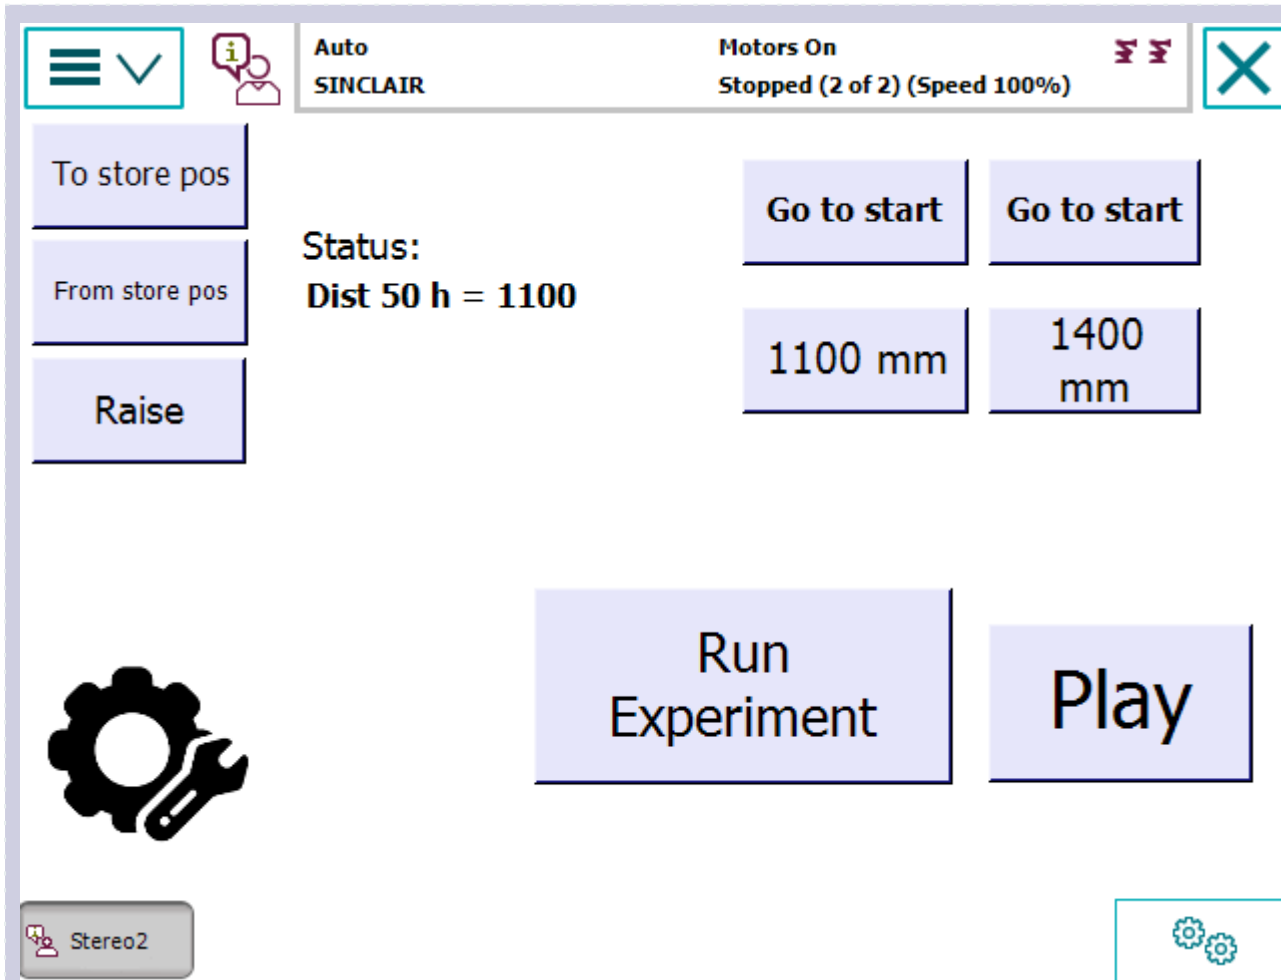 Auto
Motors On
SINCLAIR
Stopped (2 of 2) (Speed 100%)
To store pos
From store pos
Raise
Status:
Dist 50 h = 1100
Go to start
Go to start
1100 mm
1400
mm
Run
Experiment
Play
Stereo2